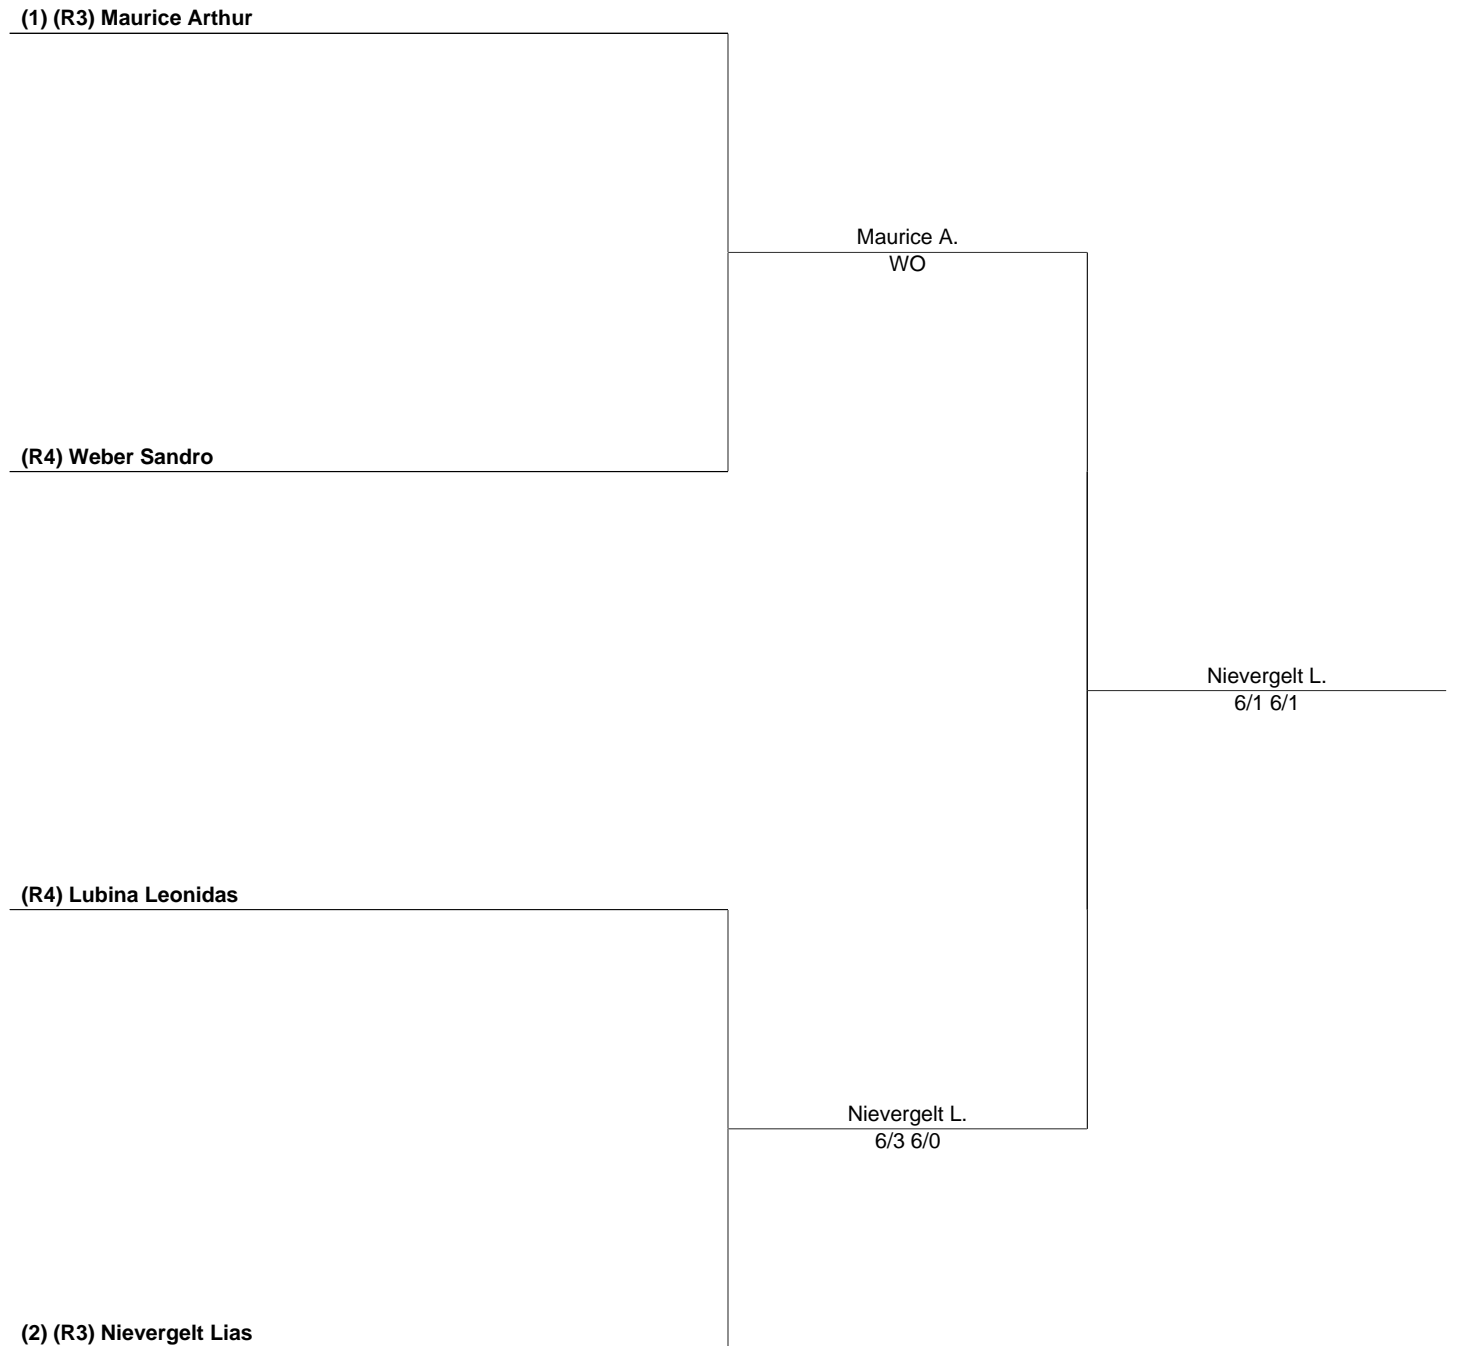 (1) (R3) Maurice Arthur
Maurice A.
WO
(R4) Weber Sandro
Nievergelt L.
6/1 6/1
(R4) Lubina Leonidas
Nievergelt L.
6/3 6/0
(2) (R3) Nievergelt Lias